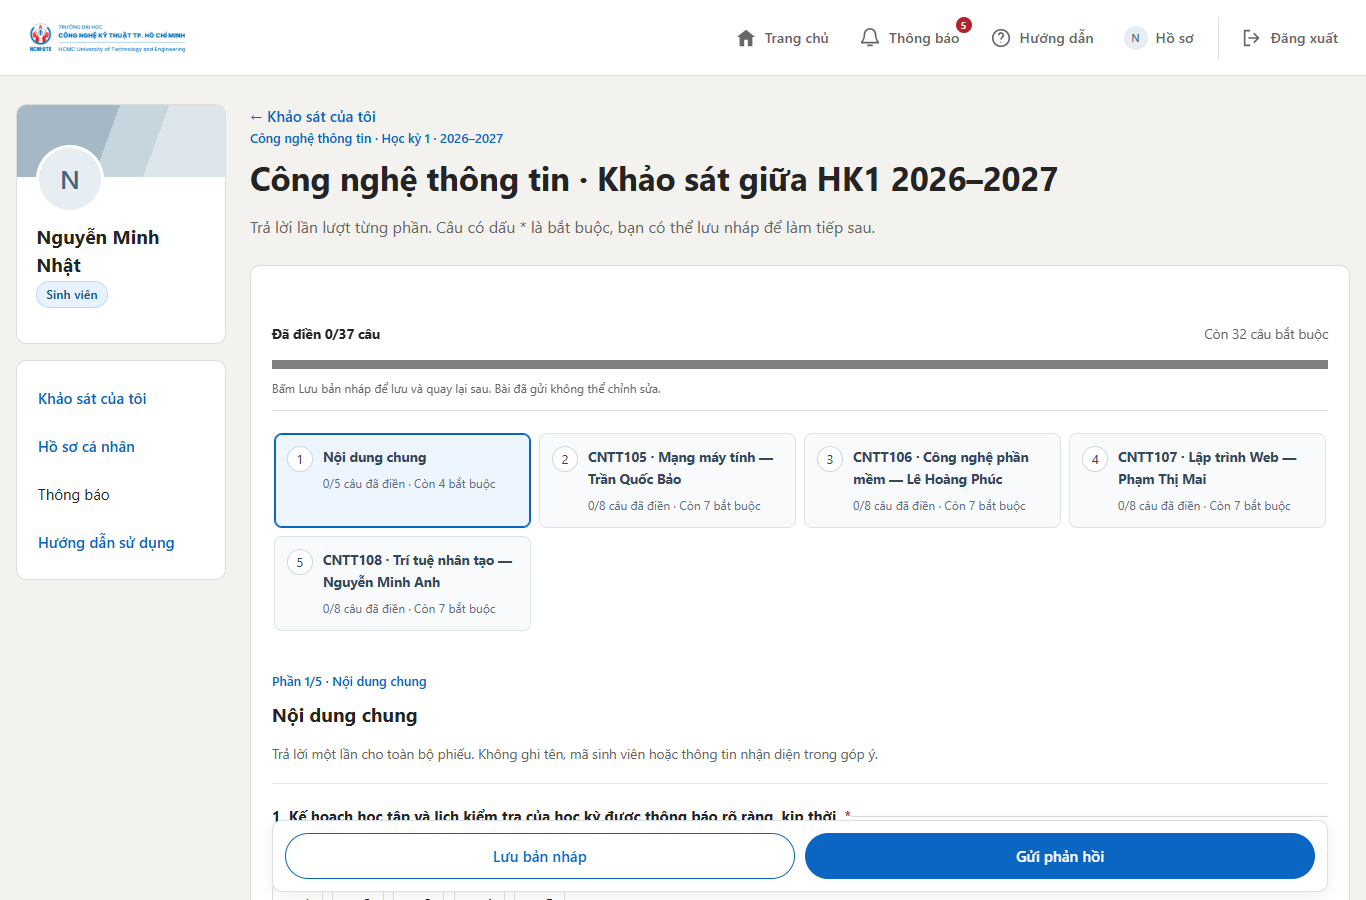 TRƯỜNG ĐẠI HỌC
CÔNG NGHỆ KỸ THUẬT TP. HỒ CHÍ MINH
HCM-UTE
HCMC University of Technology and Engineering
Trang chủ
Thông báo
5
Hướng dẫn
N
Hồ sơ
Đăng xuất
N
Nguyễn Minh
Nhật
Sinh viên
Khảo sát của tôi
Hồ sơ cá nhân
Thông báo
Hướng dẫn sử dụng
← Khảo sát của tôi
Công nghệ thông tin · Học kỳ 1 · 2026–2027
Công nghệ thông tin · Khảo sát giữa HK1 2026–2027
Trả lời lần lượt từng phần. Câu có dấu * là bắt buộc, bạn có thể lưu nháp để làm tiếp sau.
Đã điền 0/37 câu
Còn 32 câu bắt buộc
Bấm Lưu bản nháp để lưu và quay lại sau. Bài đã gửi không thể chỉnh sửa.
1
Nội dung chung
0/5 câu đã điền · Còn 4 bắt buộc
2
CNTT105 · Mạng máy tính —
Trần Quốc Bảo
0/8 câu đã điền · Còn 7 bắt buộc
3
CNTT106 · Công nghệ phần
mềm — Lê Hoàng Phúc
0/8 câu đã điền · Còn 7 bắt buộc
4
CNTT107 · Lập trình Web —
Phạm Thị Mai
0/8 câu đã điền · Còn 7 bắt buộc
5
CNTT108 · Trí tuệ nhân tạo —
Nguyễn Minh Anh
0/8 câu đã điền · Còn 7 bắt buộc
Phần 1/5 · Nội dung chung
Nội dung chung
Trả lời một lần cho toàn bộ phiếu. Không ghi tên, mã sinh viên hoặc thông tin nhận diện trong góp ý.
1. Kế hoạch học tập và lịch kiểm tra của học kỳ được thông báo rõ ràng, kịp thời. *
Lưu bản nháp
Gửi phản hồi